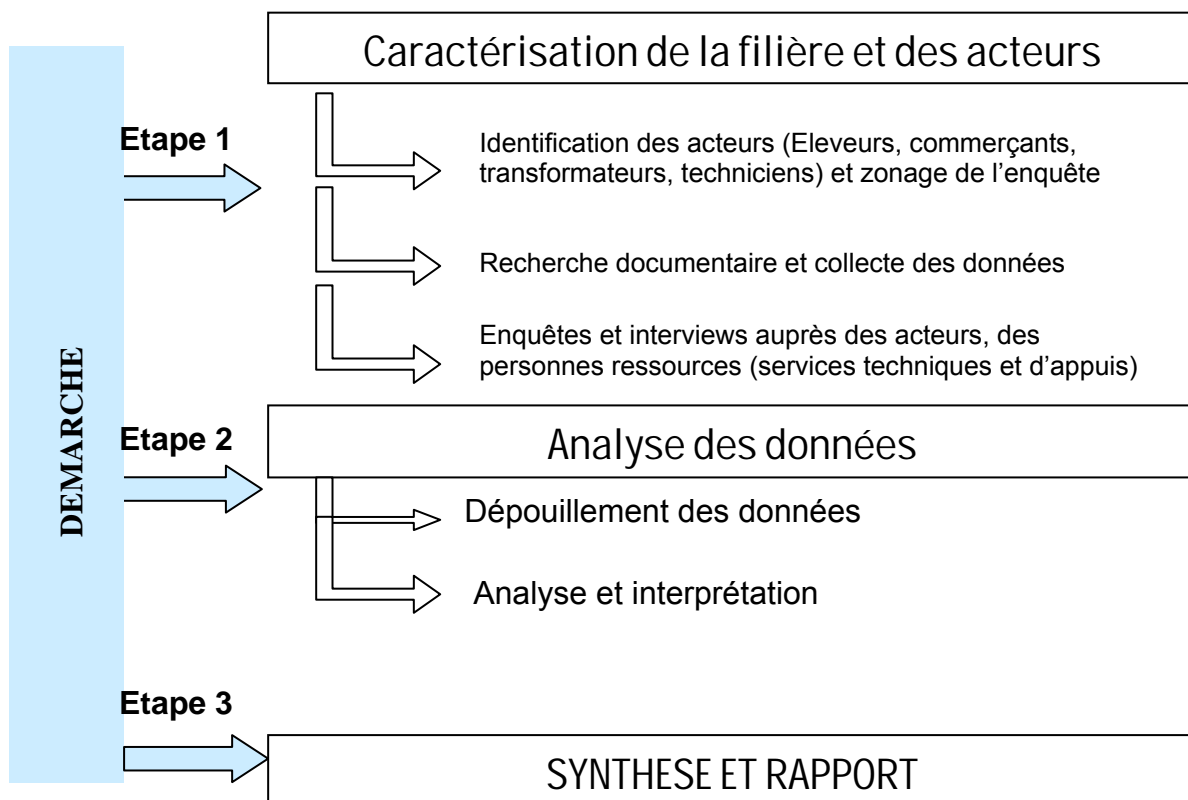 Caractérisation de la filière et des acteurs
Etape 1
Identification des acteurs (Eleveurs, commerçants,
transformateurs, techniciens) et zonage de l’enquête
Recherche documentaire et collecte des données
Enquêtes et interviews auprès des acteurs, des
personnes ressources (services techniques et d’appuis)
DEMARCHE
Etape 2
Analyse des données
Dépouillement des données
Analyse et interprétation
Etape 3
SYNTHESE ET RAPPORT